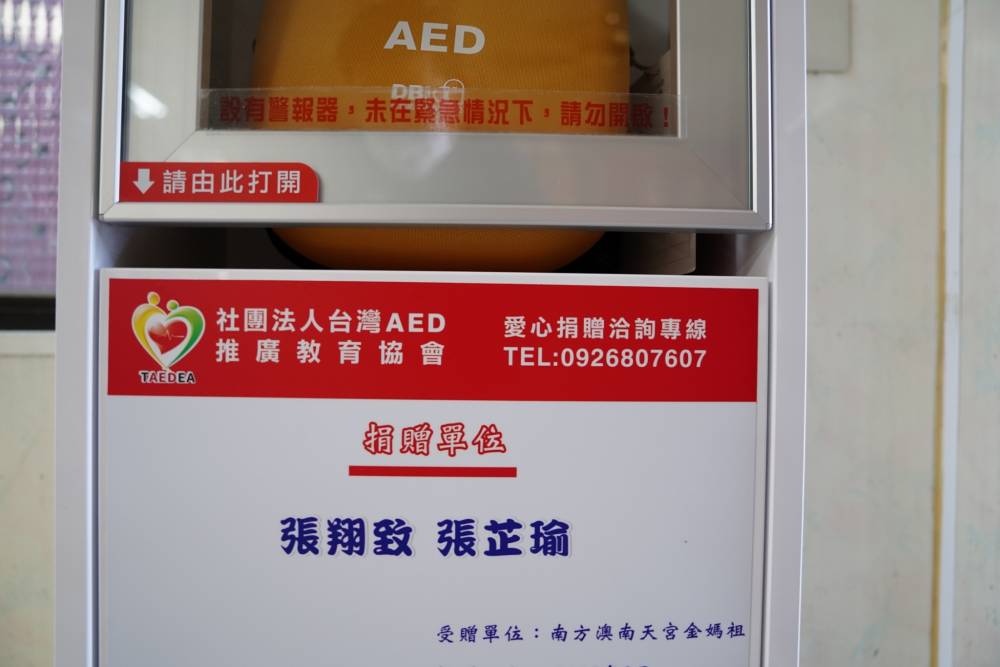 AED
設有警報器，未在緊急情況下，請勿開啟！
請由此打開
社團法人台灣AED
推廣教育協會
愛心捐贈洽詢專線
TEL:0926807607
TAEDEA
捐贈單位
張翔致 張芷瑜
受贈單位：南方澳南天宮金媽祖